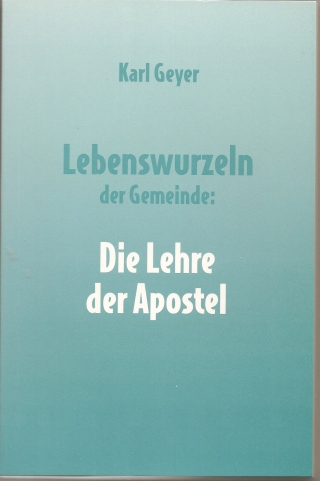 Karl Geyer
Lebenswurzeln
der Gemeinde:
Die Lehre
der Apostel